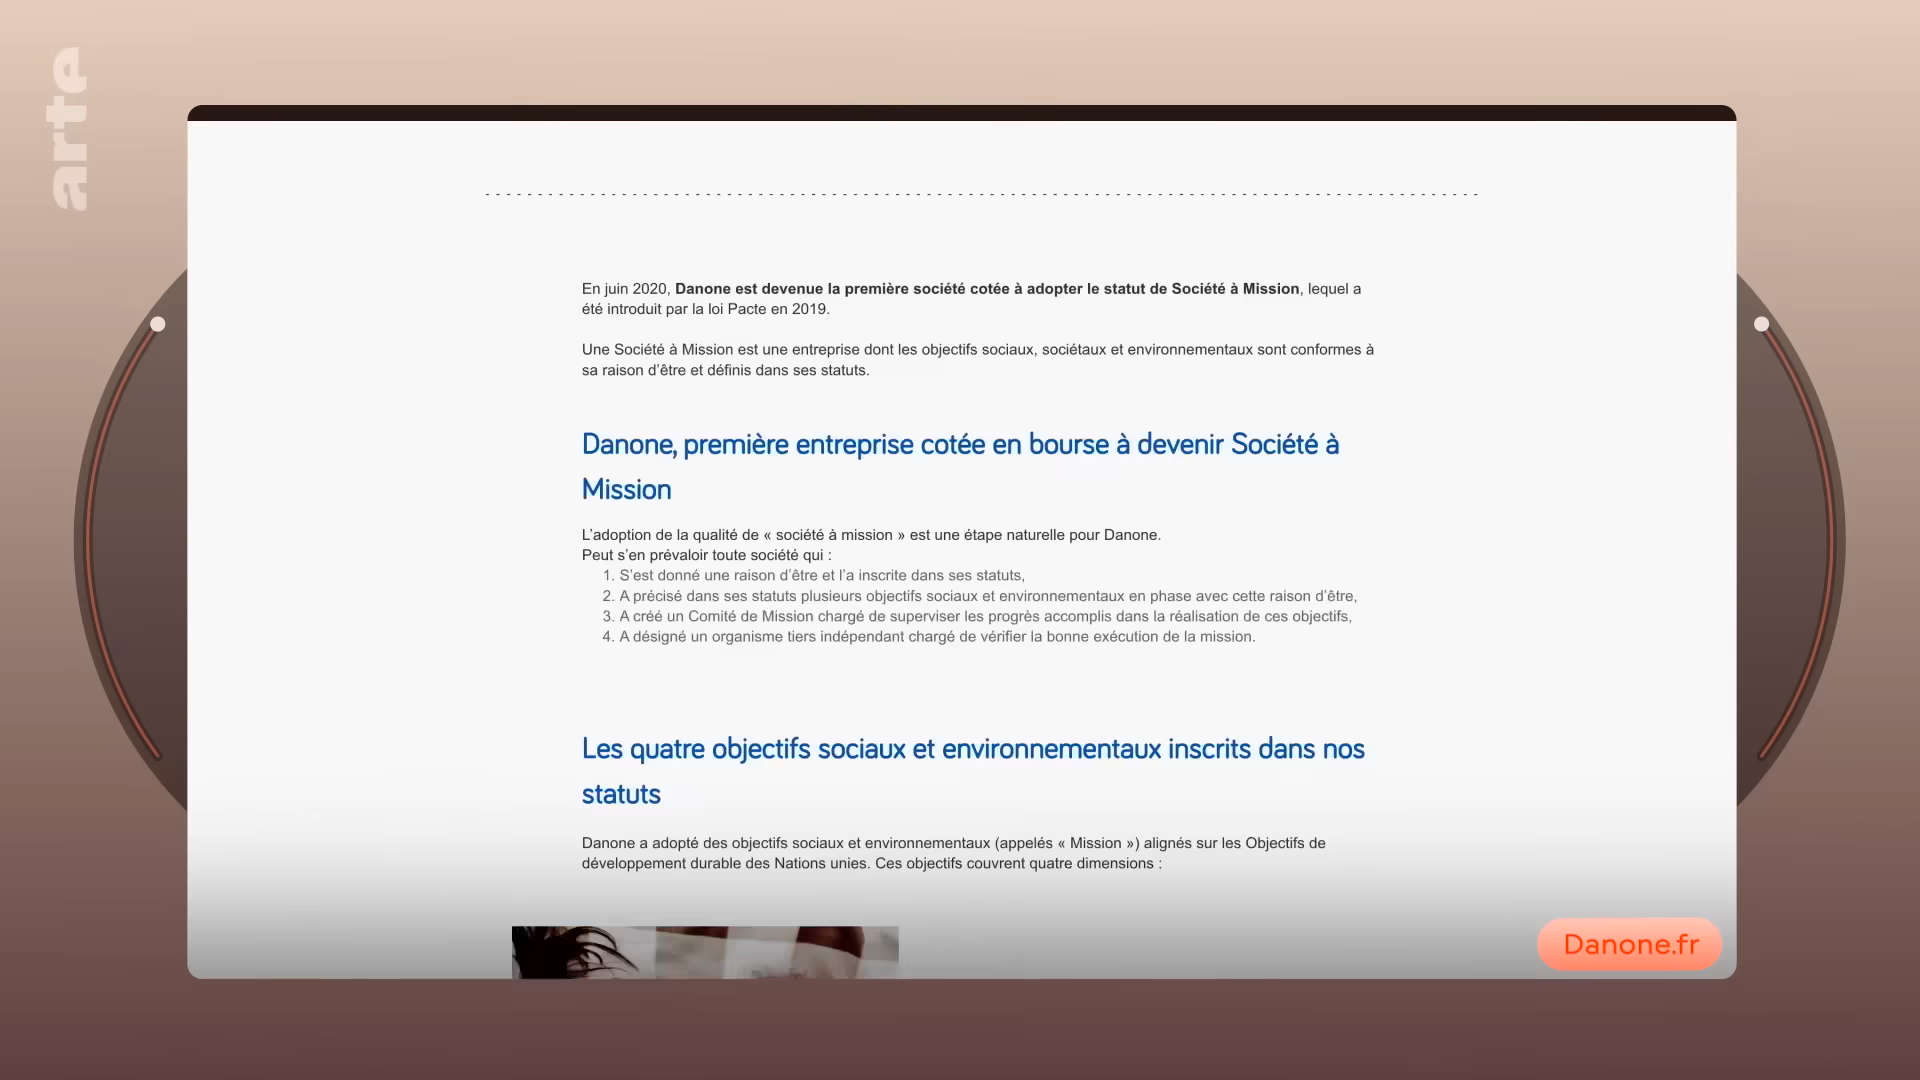 arte
En juin 2020, Danone est devenue la première société cotée à adopter le statut de Société à Mission, lequel a
été introduit par la loi Pacte en 2019.
Une Société à Mission est une entreprise dont les objectifs sociaux, sociétaux et environnementaux sont conformes à
sa raison d’être et définis dans ses statuts.
Danone, première entreprise cotée en bourse à devenir Société à
Mission
L’adoption de la qualité de « société à mission » est une étape naturelle pour Danone.
Peut s’en prévaloir toute société qui :
1. S’est donné une raison d’être et l’a inscrite dans ses statuts,
2. A précisé dans ses statuts plusieurs objectifs sociaux et environnementaux en phase avec cette raison d’être,
3. A créé un Comité de Mission chargé de superviser les progrès accomplis dans la réalisation de ces objectifs,
4. A désigné un organisme tiers indépendant chargé de vérifier la bonne exécution de la mission.
Les quatre objectifs sociaux et environnementaux inscrits dans nos
statuts
Danone a adopté des objectifs sociaux et environnementaux (appelés « Mission ») alignés sur les Objectifs de
développement durable des Nations unies. Ces objectifs couvrent quatre dimensions :
Danone.fr